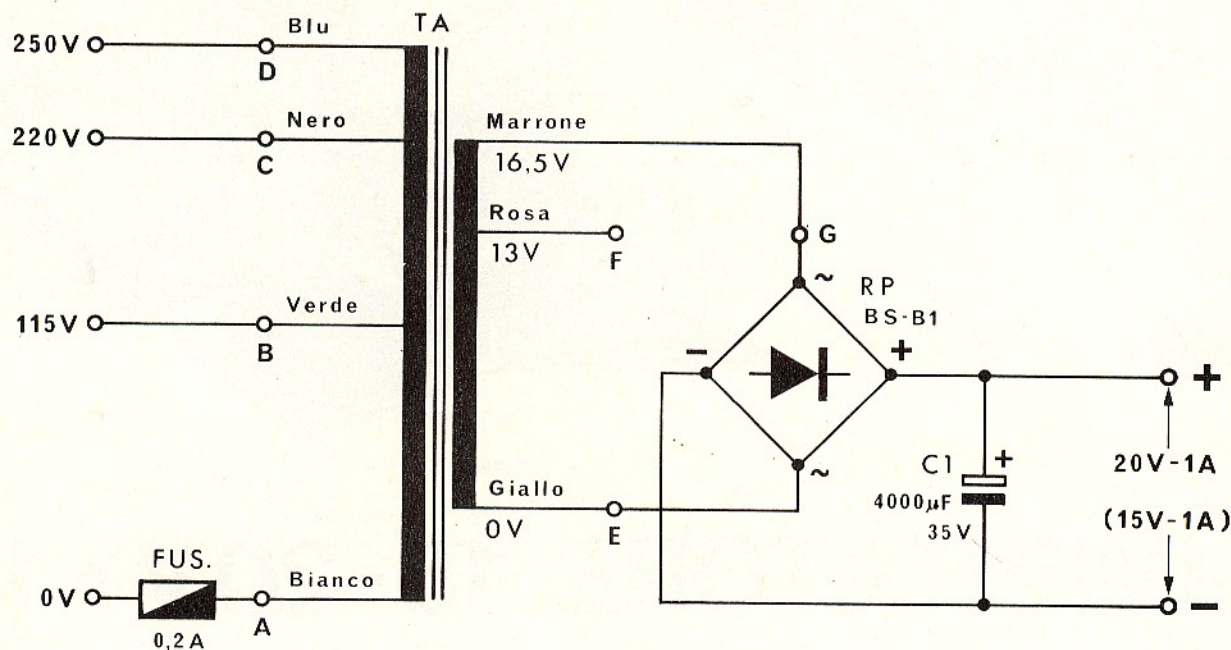 250V
Blu
D
TA
220V
Nero
C
115V
Verde
B
0V
FUS.
0,2A
A
Bianco
Marrone
16,5V
Rosa
13V
F
G
~
RP
BS-B1
-
+
~
Giallo
0V
E
C1
+
4000µF
35V
+
20V-1A
(15V-1A)
-